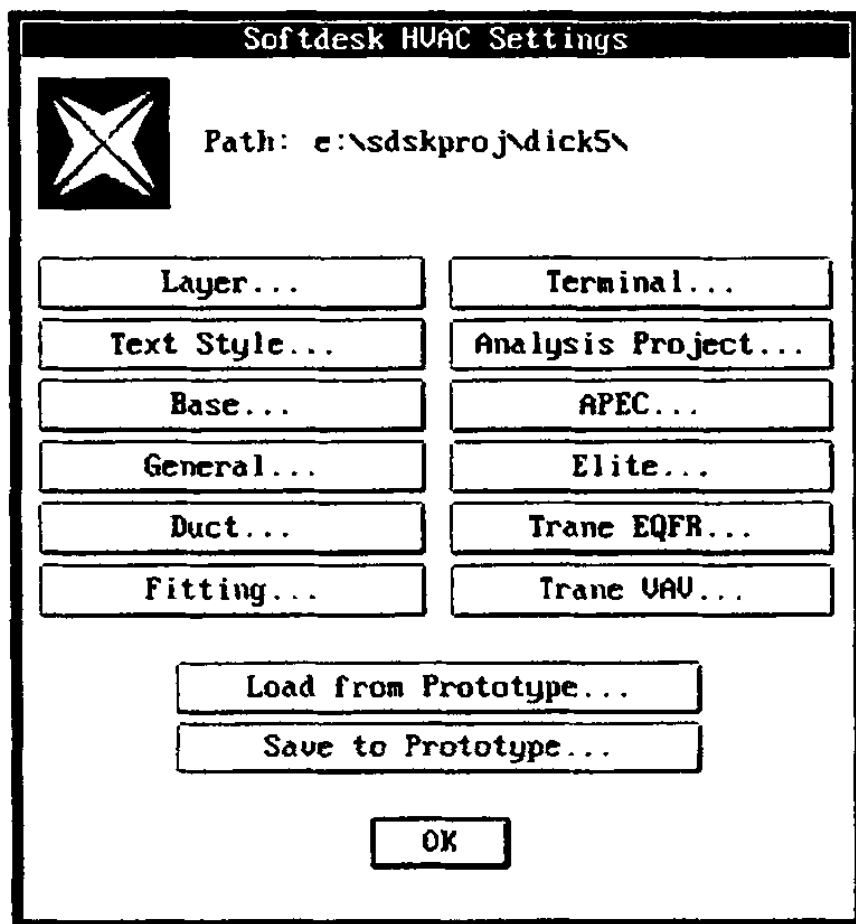 Softdesk HVAC Settings
Path: e:\sdskproj\dick5\
Layer... Terminal...
Text Style... Analysis Project...
Base... APEC...
General... Elite...
Duct... Trane EQFR...
Fitting... Trane VAV...
Load from Prototype...
Save to Prototype...
OK